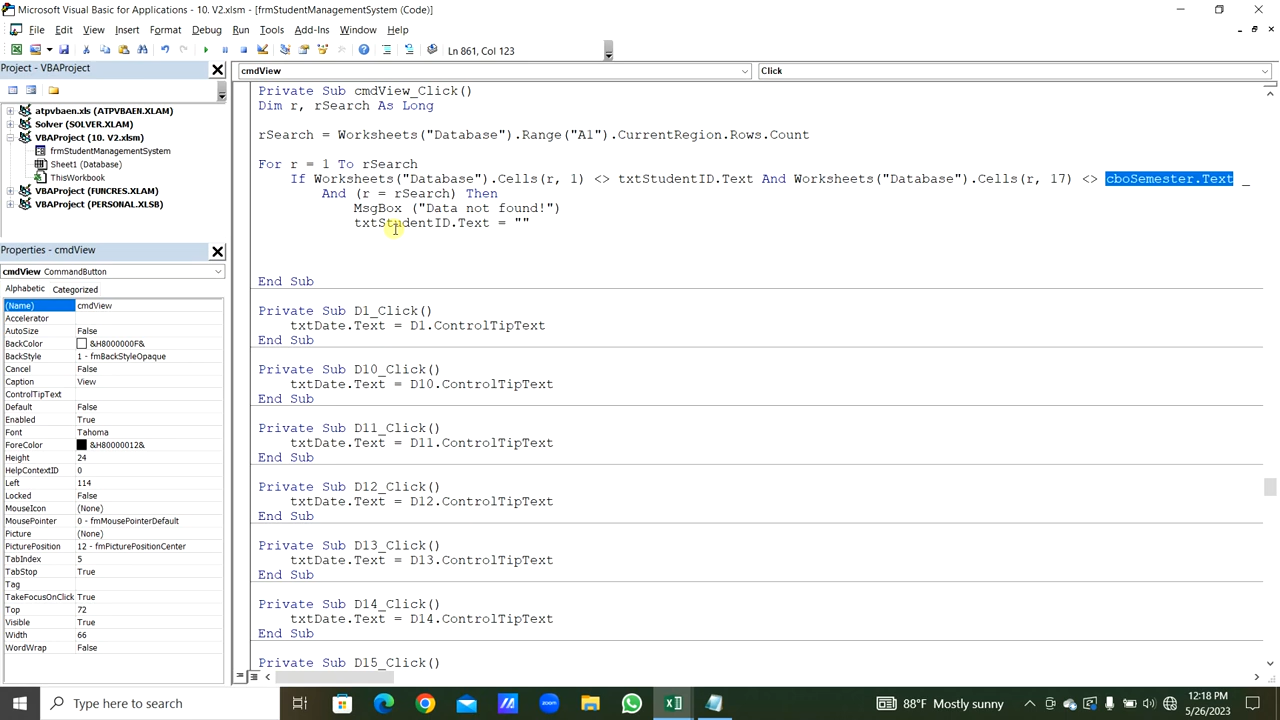 Microsoft Visual Basic for Applications - 10. V2.xlsm - [frmStudentManagementSystem (Code)]
File Edit View Insert Format Debug Run Tools Add-Ins Window Help
Ln 861, Col 123
Project - VBAProject
cmdView
Click
atpvbaen.xls (ATPVBAEN.XLAM)
Solver (SOLVER.XLAM)
VBAProject (10. V2.xlsm)
frmStudentManagementSystem
Sheet1 (Database)
ThisWorkbook
VBAProject (FUNCRES.XLAM)
VBAProject (PERSONAL.XLSB)
Properties - cmdView
cmdView CommandButton
Alphabetic Categorized
(Name) cmdView
Accelerator
AutoSize False
BackColor &H8000000F&
BackStyle 1 - fmBackStyleOpaque
Cancel False
Caption View
ControlTipText
Default False
Enabled True
Font Tahoma
ForeColor &H80000012&
Height 24
HelpContextID 0
Left 114
Locked False
MouseIcon (None)
MousePointer 0 - fmMousePointerDefault
Picture (None)
PicturePosition 12 - fmPicturePositionCenter
TabIndex 5
TabStop True
Tag
TakeFocusOnClick True
Top 72
Visible True
Width 66
WordWrap False
Private Sub cmdView_Click()
Dim r, rSearch As Long
rSearch = Worksheets("Database").Range("A1").CurrentRegion.Rows.Count
For r = 1 To rSearch
If Worksheets("Database").Cells(r, 1) <> txtStudentID.Text And Worksheets("Database").Cells(r, 17) <> cboSemester.Text _
And (r = rSearch) Then
MsgBox ("Data not found!")
txtStudentID.Text = ""
End Sub
Private Sub D1_Click()
txtDate.Text = D1.ControlTipText
End Sub
Private Sub D10_Click()
txtDate.Text = D10.ControlTipText
End Sub
Private Sub D11_Click()
txtDate.Text = D11.ControlTipText
End Sub
Private Sub D12_Click()
txtDate.Text = D12.ControlTipText
End Sub
Private Sub D13_Click()
txtDate.Text = D13.ControlTipText
End Sub
Private Sub D14_Click()
txtDate.Text = D14.ControlTipText
End Sub
Private Sub D15_Click()
Type here to search
zoom
88°F Mostly sunny
12:18 PM
5/26/2023